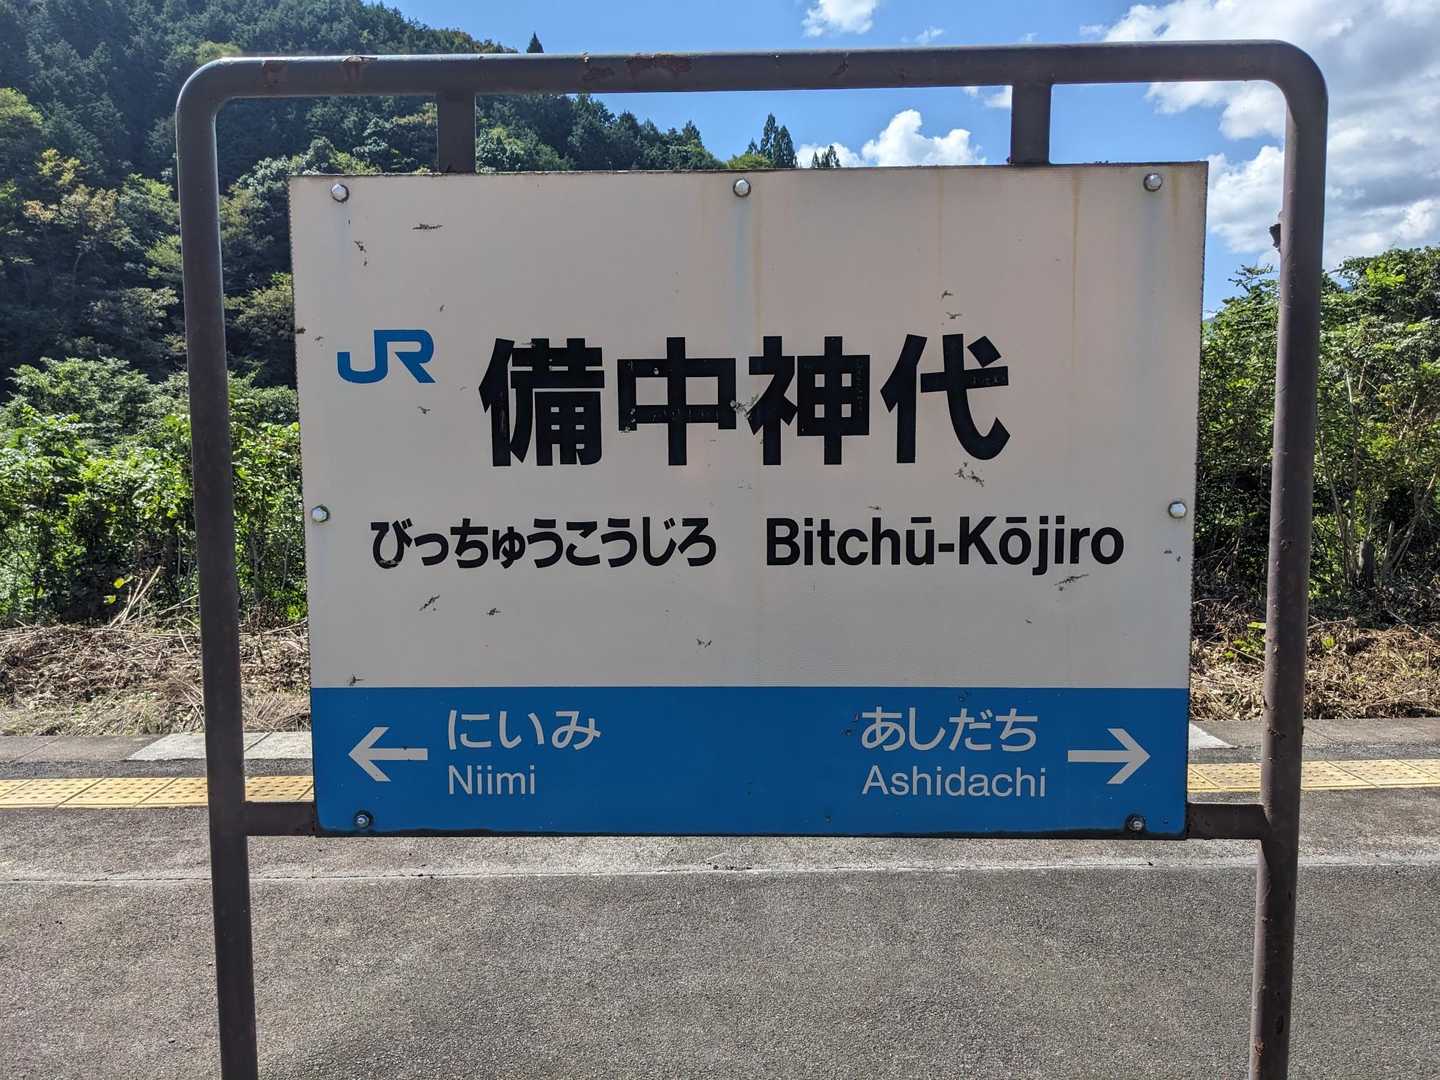 JR 備中神代
びっちゅうこうじろ Bitchū-Kōjiro
← にいみ あしだち →
Niimi Ashidachi